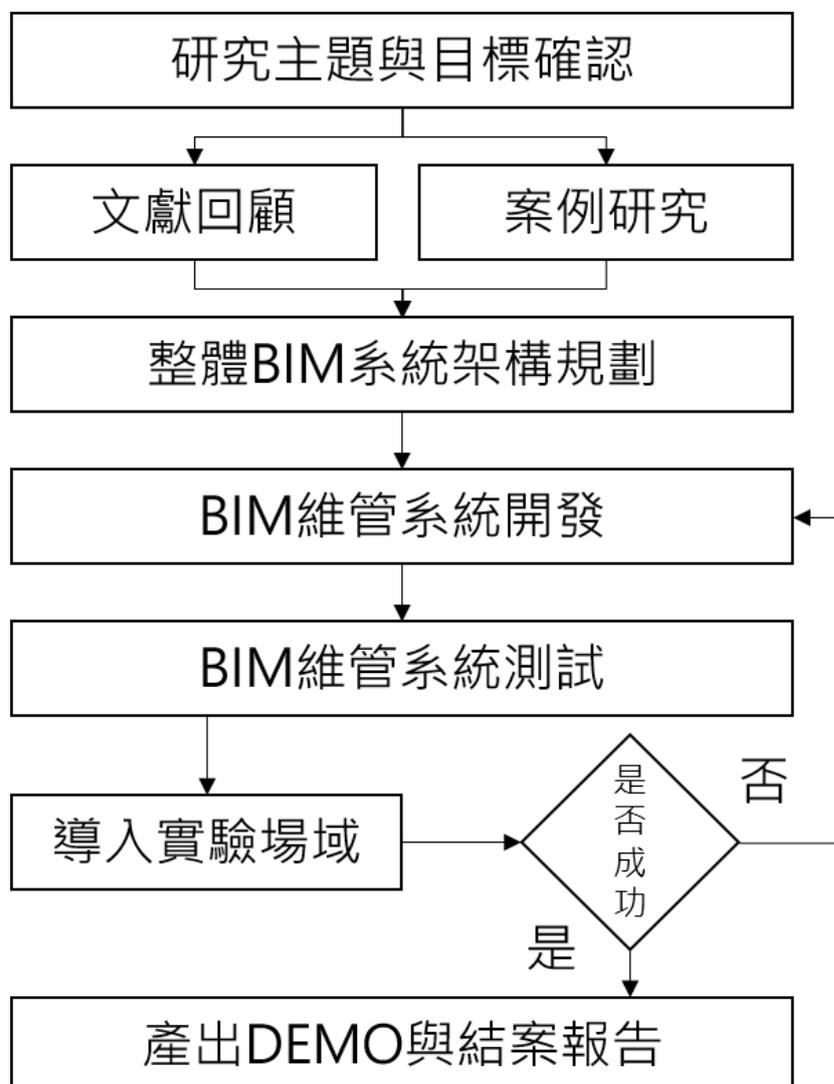 研究主題與目標確認
文獻回顧
案例研究
整體BIM系統架構規劃
BIM維管系統開發
BIM維管系統測試
導入實驗場域
是否成功
否
是
產出DEMO與結案報告